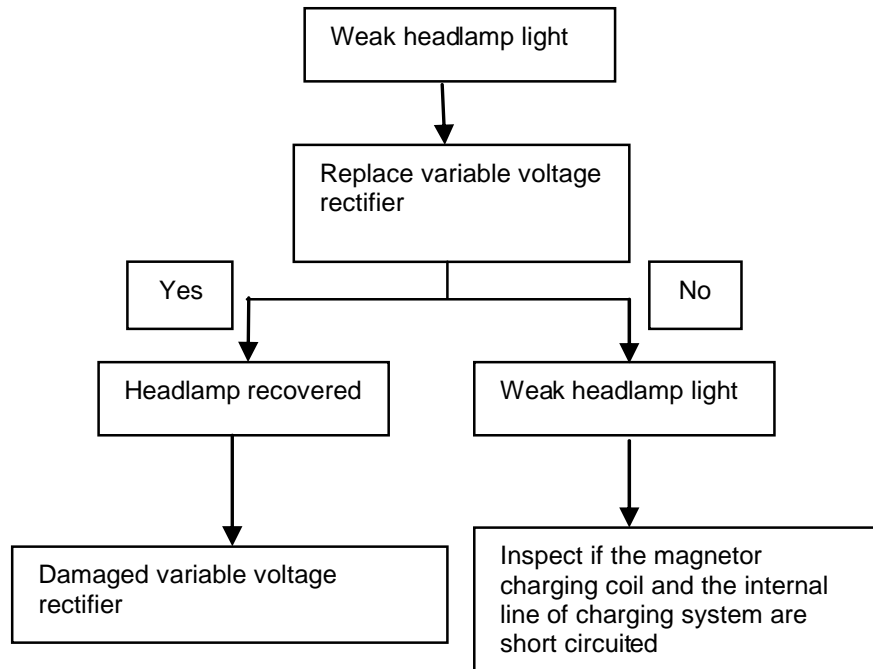 Weak headlamp light
Replace variable voltage
rectifier
Yes
No
Headlamp recovered
Weak headlamp light
Damaged variable voltage
rectifier
Inspect if the magnetor
charging coil and the internal
line of charging system are
short circuited